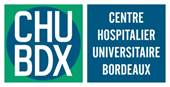 CHU
BDX
CENTRE
HOSPITALIER
UNIVERSITAIRE
BORDEAUX